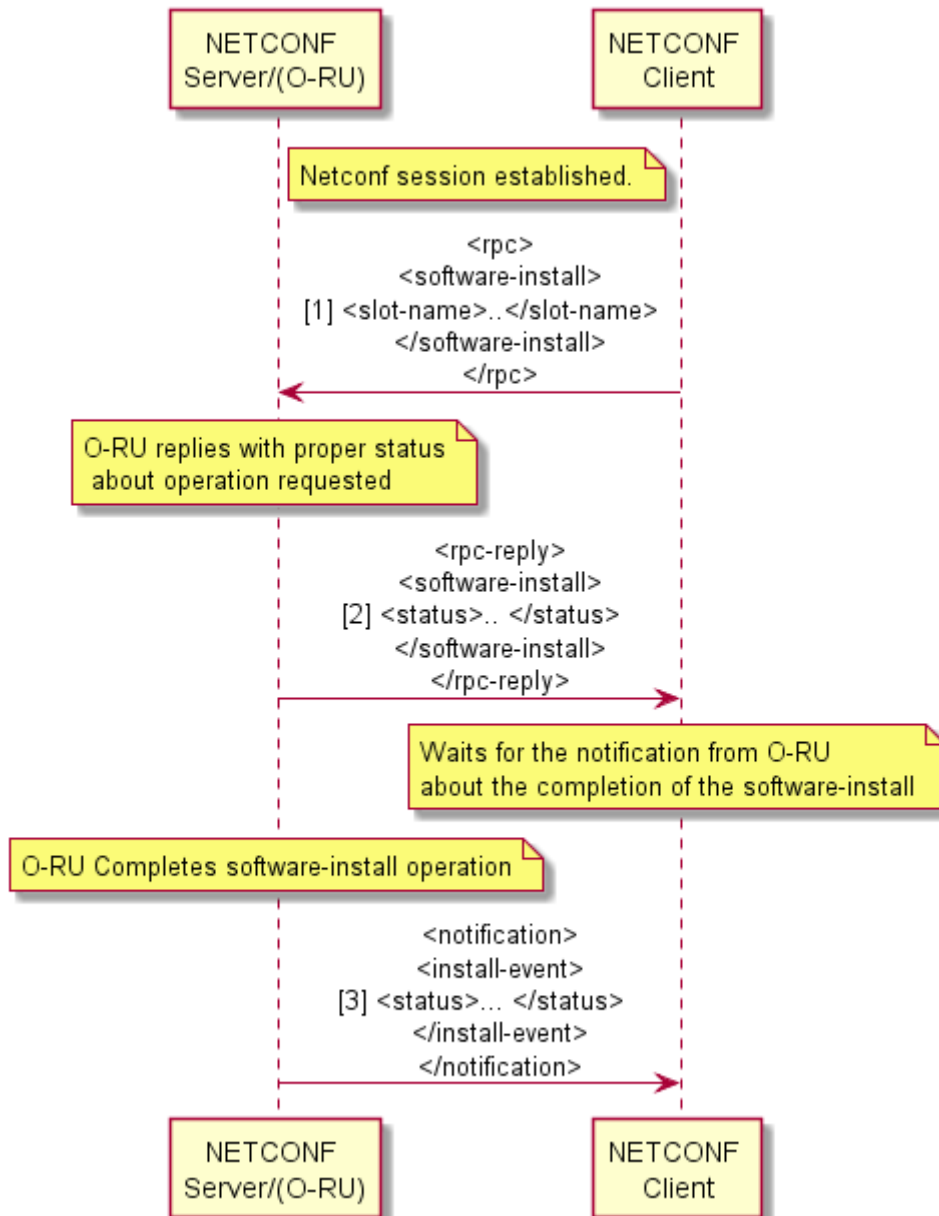 NETCONF
Server/(O-RU)
NETCONF
Client
Netconf session established.
<rpc>
<software-install>
[1] <slot-name>..</slot-name>
</software-install>
</rpc>
O-RU replies with proper status
about operation requested
<rpc-reply>
<software-install>
[2] <status>.. </status>
</software-install>
</rpc-reply>
Waits for the notification from O-RU
about the completion of the software-install
O-RU Completes software-install operation
<notification>
<install-event>
[3] <status>... </status>
</install-event>
</notification>
NETCONF
Server/(O-RU)
NETCONF
Client